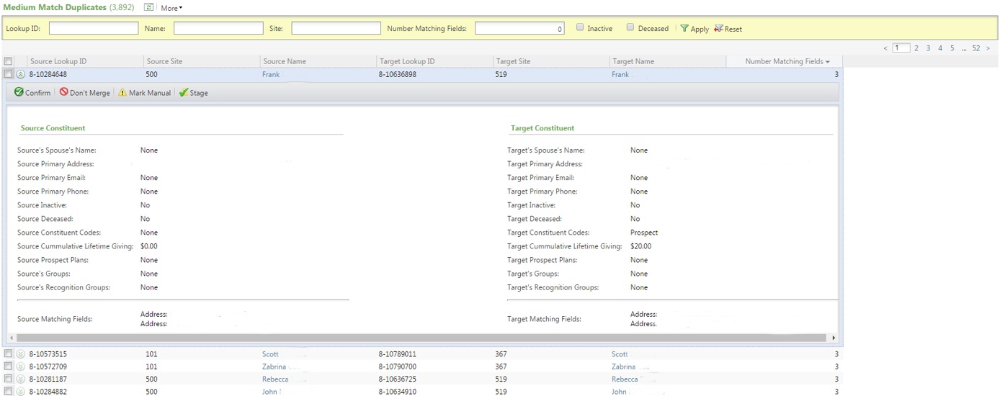 Medium Match Duplicates (3,892) More
Lookup ID: Name: Site: Number Matching Fields: 0 Inactive Deceased Apply Reset
< 1 2 3 4 5 ... 52 >
Source Lookup ID Source Site Source Name Target Lookup ID Target Site Target Name Number Matching Fields
8-10284648 500 Frank 8-10636898 519 Frank 3
Confirm Don't Merge Mark Manual Stage
Source Constituent Target Constituent
Source's Spouse's Name: None Target's Spouse's Name: None
Source Primary Address: Target Primary Address:
Source Primary Email: None Target Primary Email: None
Source Primary Phone: None Target Primary Phone: None
Source Inactive: No Target Inactive: No
Source Deceased: No Target Deceased: No
Source Constituent Codes: None Target Constituent Codes: Prospect
Source Cummulative Lifetime Giving: $0.00 Target Cummulative Lifetime Giving: $20.00
Source Prospect Plans: None Target Prospect Plans: None
Source's Groups: None Target's Groups: None
Source's Recognition Groups: None Target's Recognition Groups: None
Source Matching Fields: Address: Address: Target Matching Fields: Address: Address.
8-10573515 101 Scott 8-10789011 367 Scott 3
8-10572709 101 Zabrina 8-10790700 367 Zabrina 3
8-10281187 500 Rebecca 8-10636725 519 Rebecca 3
8-10284882 500 John 8-10634910 519 John 3